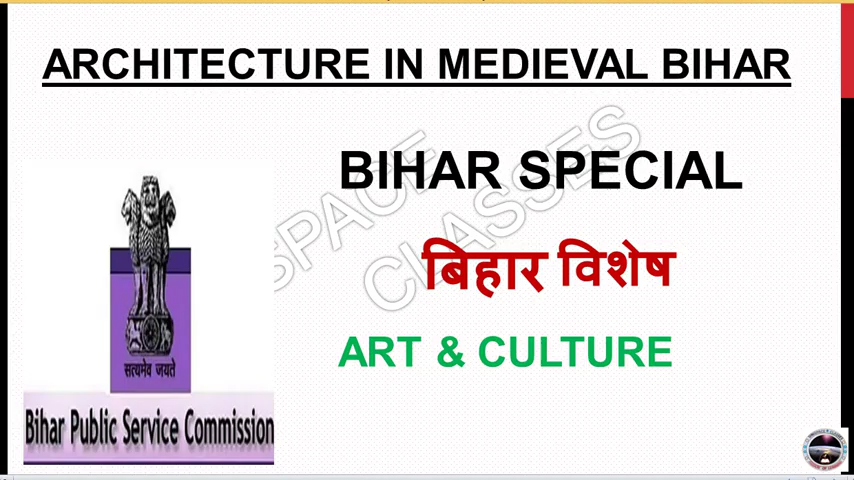 ARCHITECTURE IN MEDIEVAL BIHAR
SPACE
CLASSES
BIHAR SPECIAL
बिहार विशेष
ART & CULTURE
सत्यमेव जयते
Bihar Public Service Commission